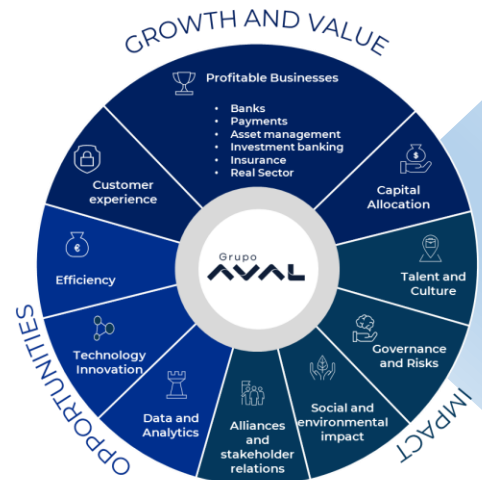 GROWTH AND VALUE
Profitable Businesses
• Banks
• Payments
• Asset management
• Investment banking
• Insurance
• Real Sector
Customer
experience
Capital
Allocation
Efficiency
Talent and
Culture
Technology
Innovation
Governance
and Risks
Data and
Analytics
Alliances
and
stakeholder
relations
Social and
environmental
impact
Grupo
AVAL
OPPORTUNITIES
IMPACT
$
€